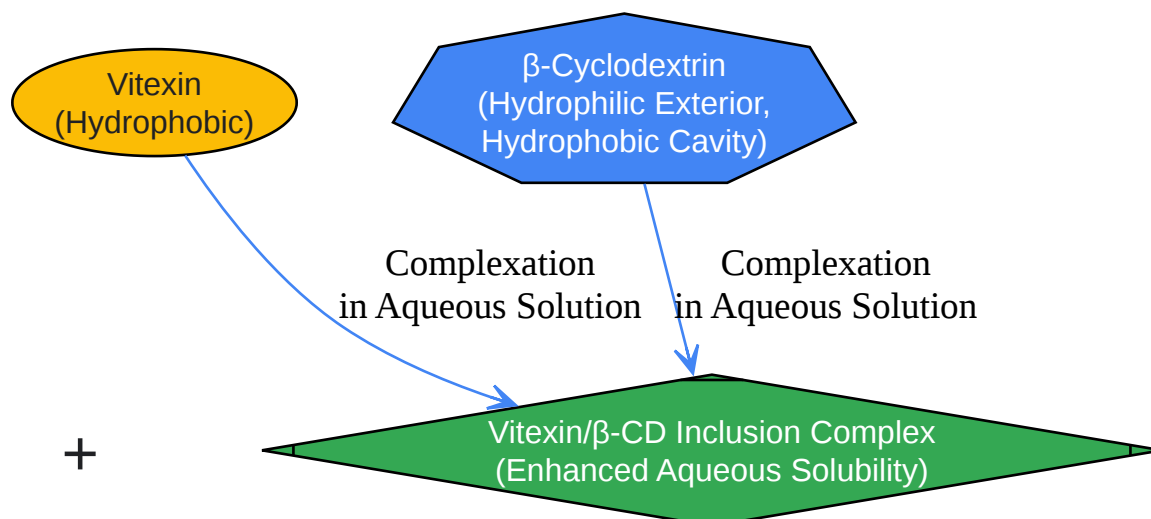 Vitexin
(Hydrophobic)
β-Cyclodextrin
(Hydrophilic Exterior,
Hydrophobic Cavity)
Complexation
in Aqueous Solution
Complexation
in Aqueous Solution
+
Vitexin/β-CD Inclusion Complex
(Enhanced Aqueous Solubility)